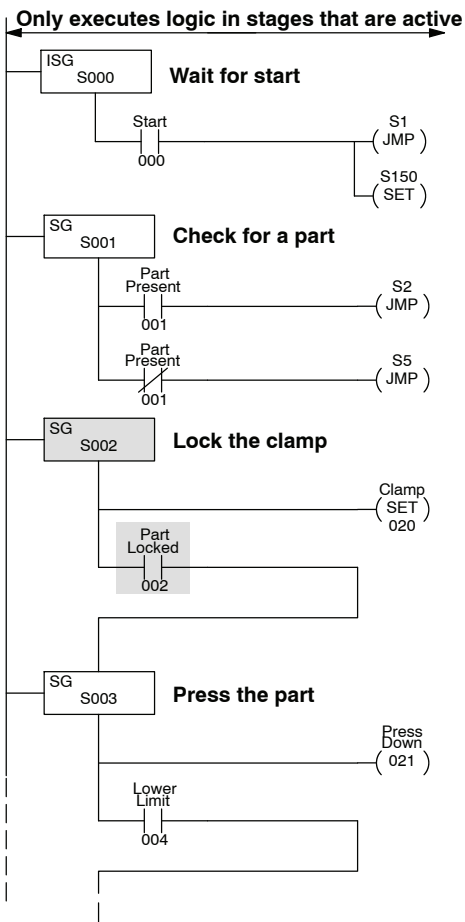 Only executes logic in stages that are active
ISG
S000
Wait for start
Start
000
S1
JMP
S150
SET
SG
S001
Check for a part
Part
Present
001
S2
JMP
Part
Present
001
S5
JMP
SG
S002
Lock the clamp
Clamp
SET
020
Part
Locked
002
SG
S003
Press the part
Press
Down
021
Lower
Limit
004